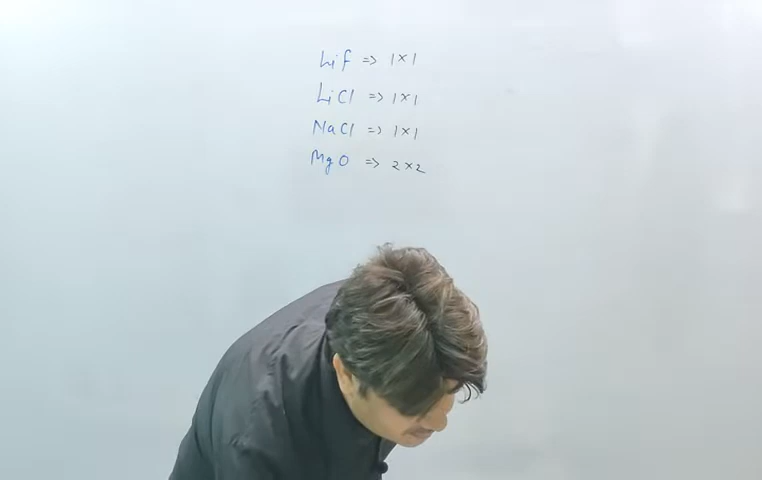 LiF => 1×1
LiCl => 1×1
NaCl => 1×1
MgO => 2×2